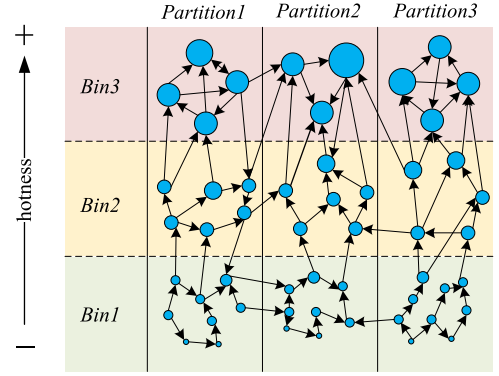 Partition1 Partition2 Partition3
+
Bin3
hotness
Bin2
Bin1
−